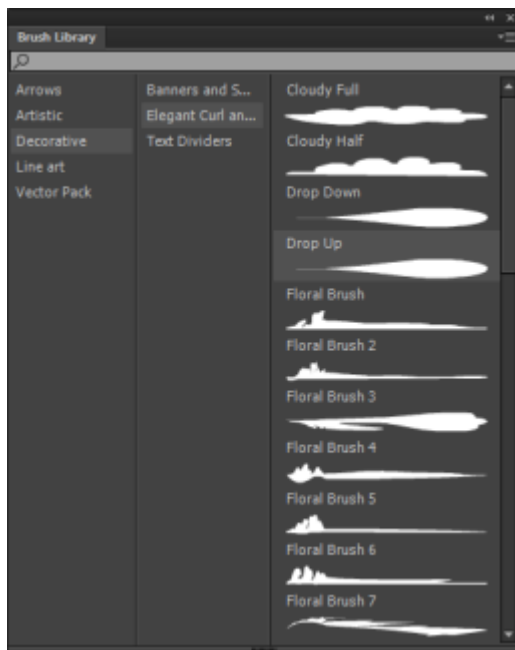 Brush Library
Arrows
Artistic
Decorative
Line art
Vector Pack
Banners and S...
Elegant Curl an...
Text Dividers
Cloudy Full
Cloudy Half
Drop Down
Drop Up
Floral Brush
Floral Brush 2
Floral Brush 3
Floral Brush 4
Floral Brush 5
Floral Brush 6
Floral Brush 7